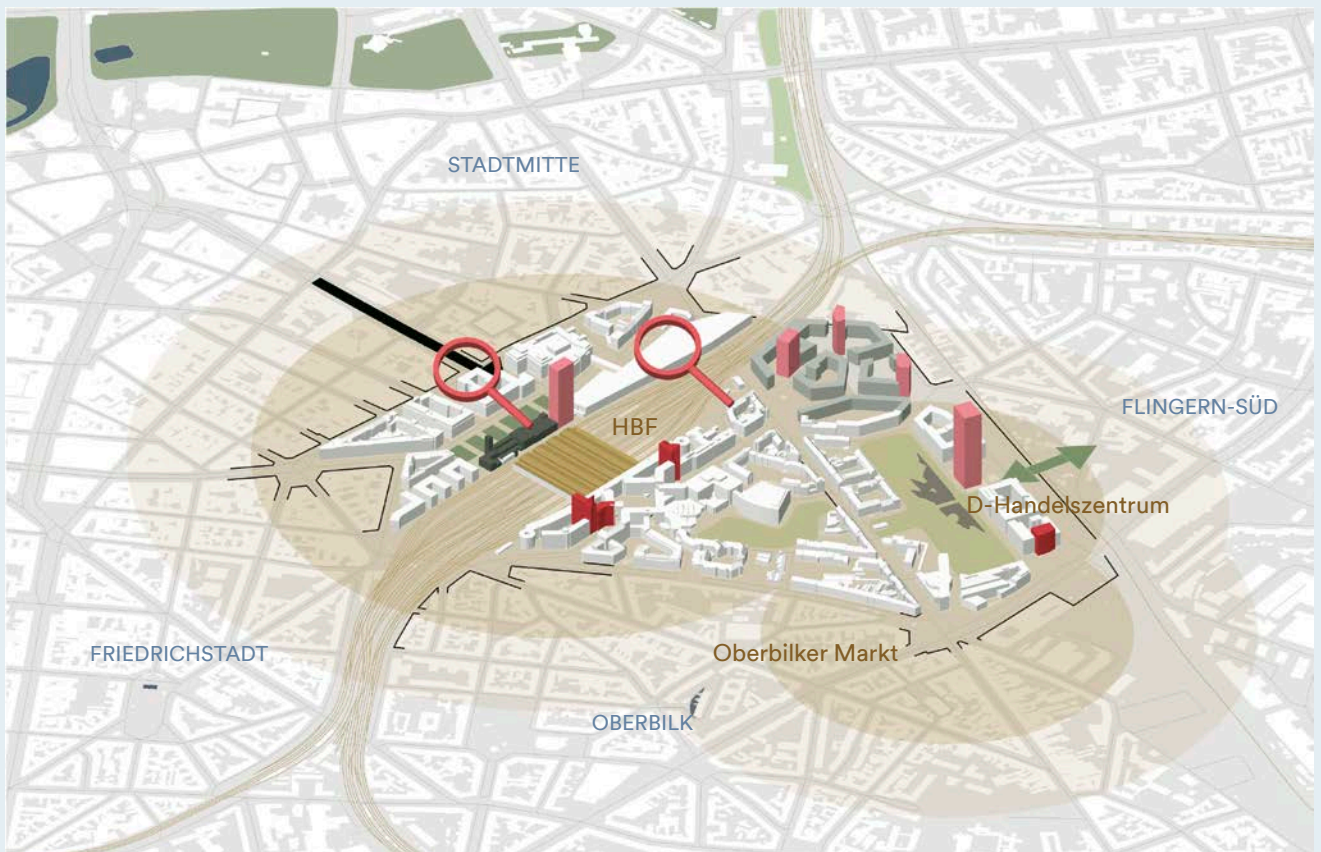 STADTMITTE
FLINGERN-SÜD
HBF
D-Handelszentrum
FRIEDRICHSTADT
Oberbilker Markt
OBERBILK